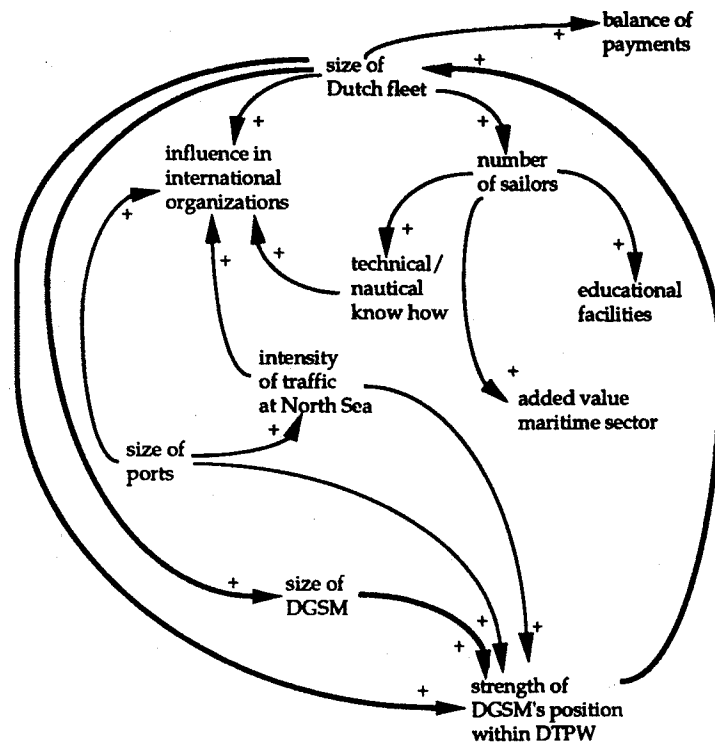 balance of
payments
+
size of
Dutch fleet
+
+
+
influence in
international
organizations
number
of sailors
+
+
+
+
+
technical/
nautical
know how
educational
facilities
intensity
of traffic
at North Sea
+
added value
maritime sector
+
size of
ports
+
size of
DGSM
+
+
+
+
strength of
DGSM's position
within DTPW